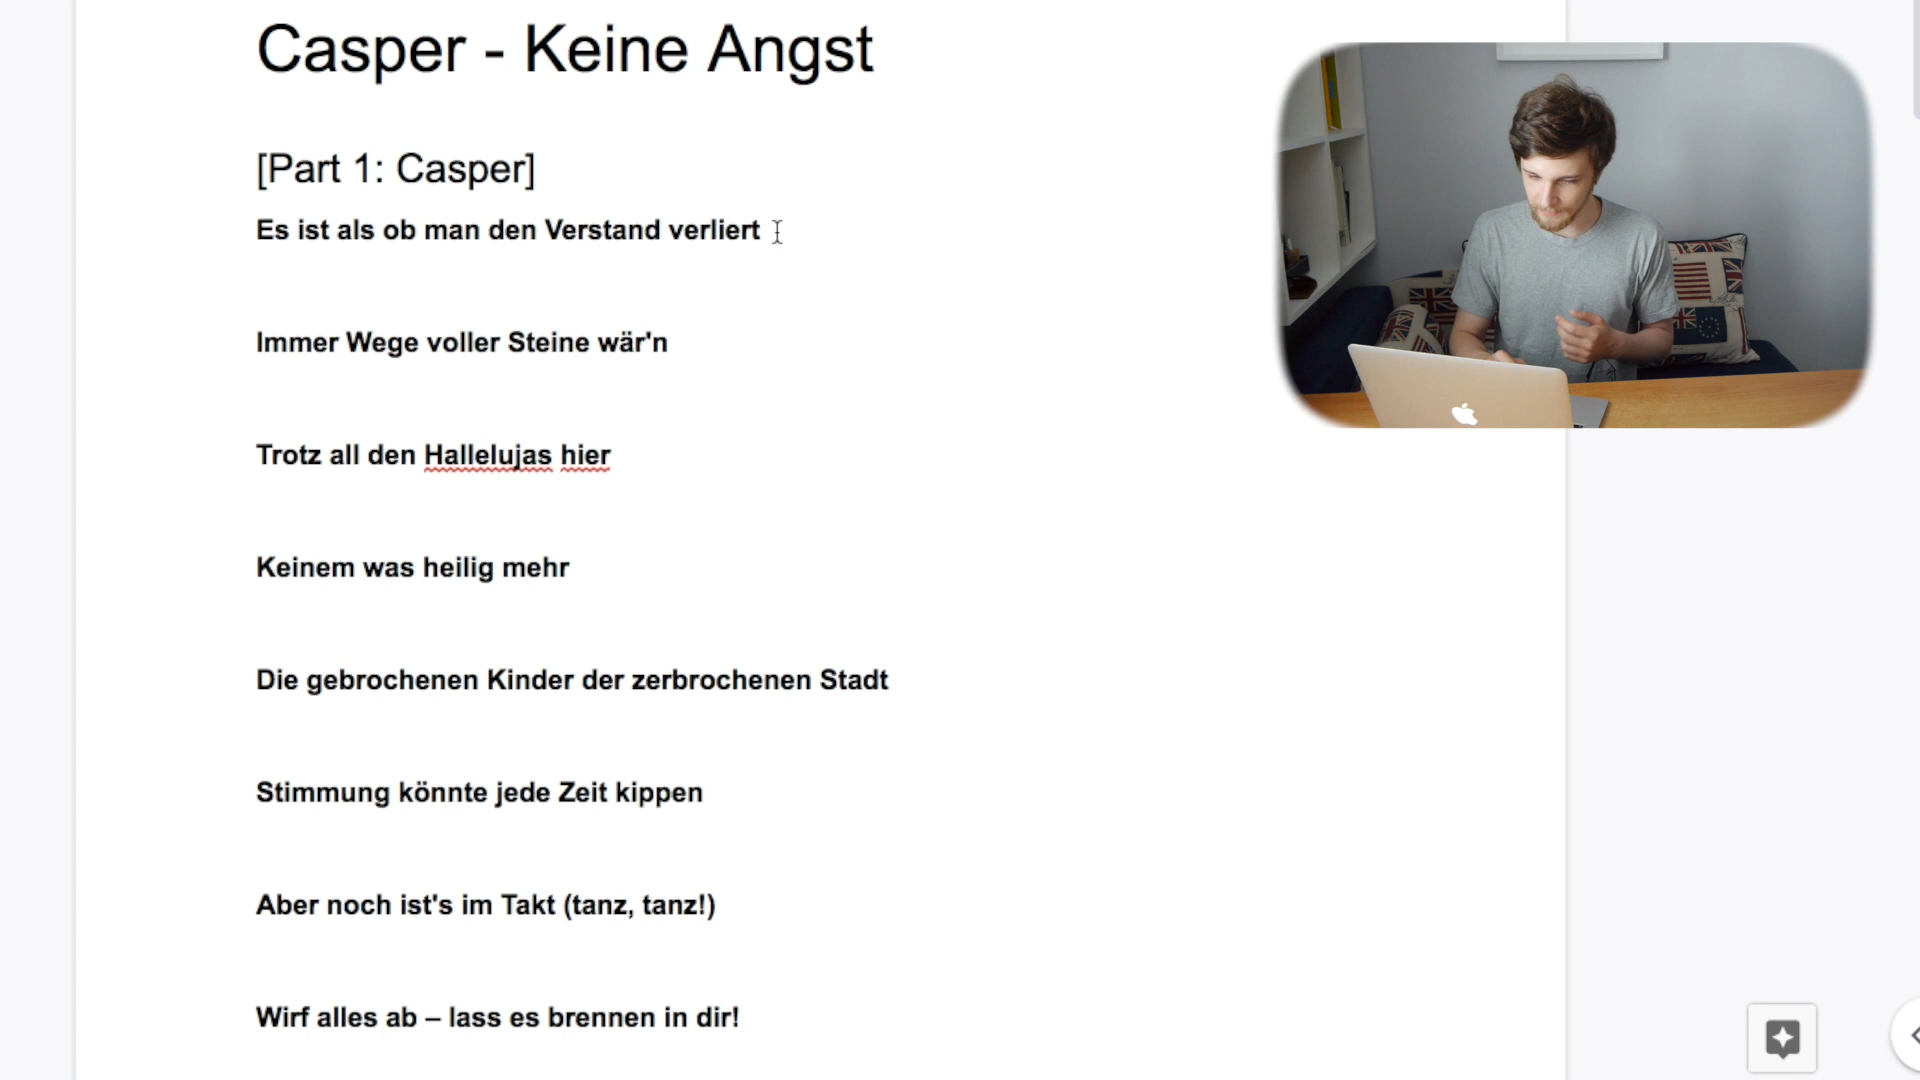 Casper - Keine Angst
[Part 1: Casper]
Es ist als ob man den Verstand verliert
Immer Wege voller Steine wär'n
Trotz all den Hallelujas hier
Keinem was heilig mehr
Die gebrochenen Kinder der zerbrochenen Stadt
Stimmung könnte jede Zeit kippen
Aber noch ist's im Takt (tanz, tanz!)
Wirf alles ab – lass es brennen in dir!